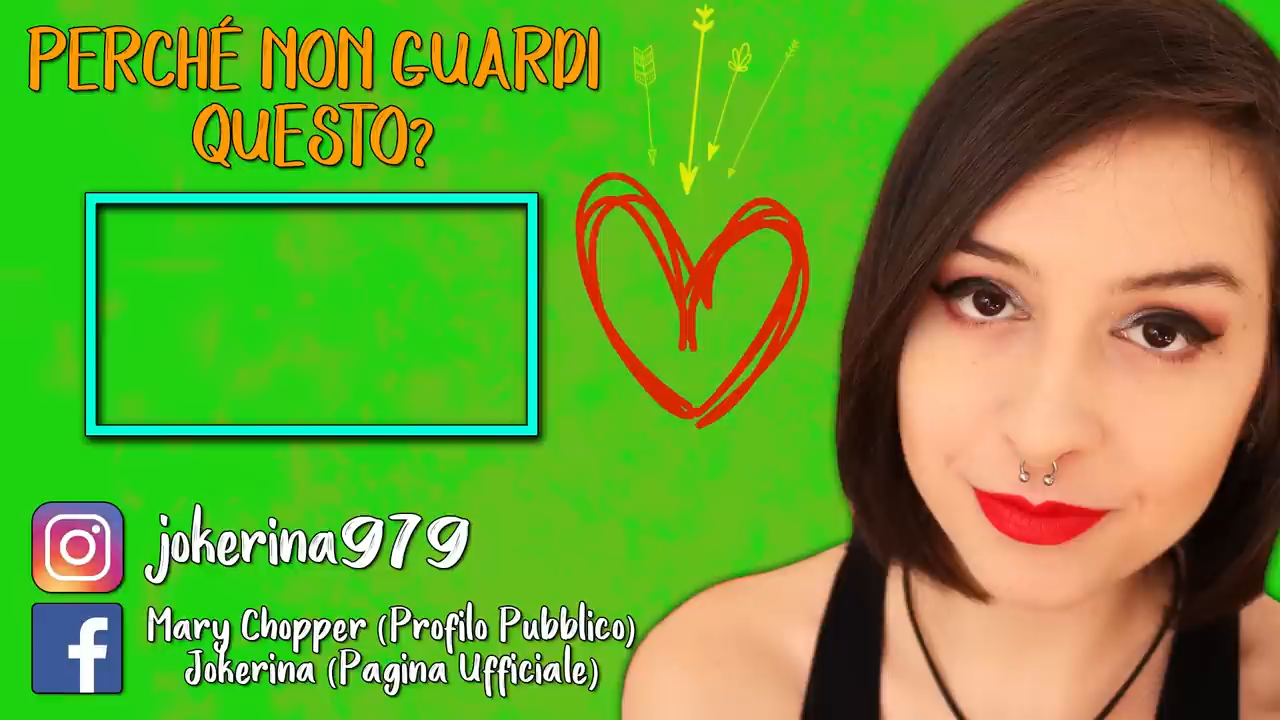 PERCHÉ NON GUARDI
QUESTO?
jokerina979
Mary Chopper (Profilo Pubblico)
Jokerina (Pagina Ufficiale)